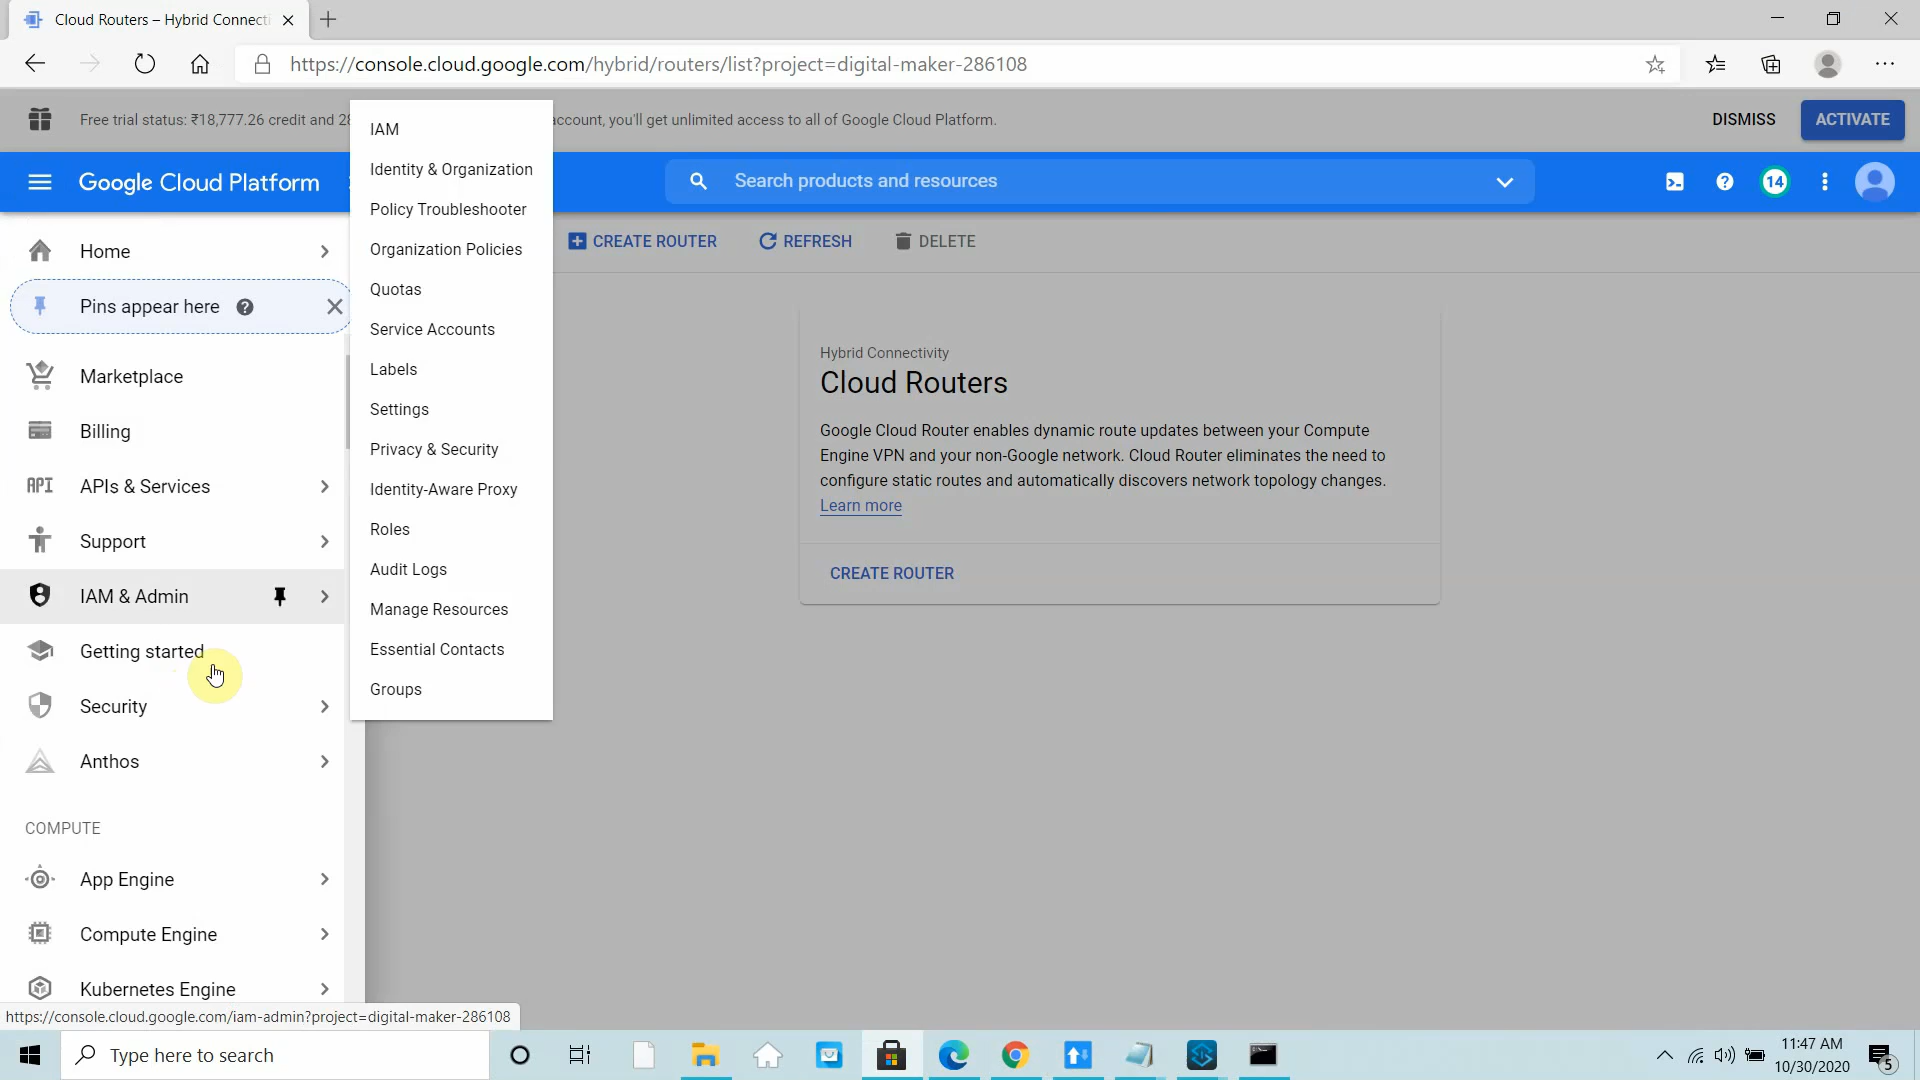 Cloud Routers – Hybrid Connecti
https://console.cloud.google.com/hybrid/routers/list?project=digital-maker-286108
Free trial status: ₹18,777.26 credit and 28
account, you'll get unlimited access to all of Google Cloud Platform.
DISMISS
ACTIVATE
Google Cloud Platform
Search products and resources
14
Home
Pins appear here
Marketplace
Billing
API APIs & Services
Support
IAM & Admin
Getting started
Security
Anthos
COMPUTE
App Engine
Compute Engine
Kubernetes Engine
IAM
Identity & Organization
Policy Troubleshooter
Organization Policies
Quotas
Service Accounts
Labels
Settings
Privacy & Security
Identity-Aware Proxy
Roles
Audit Logs
Manage Resources
Essential Contacts
Groups
CREATE ROUTER
REFRESH
DELETE
Hybrid Connectivity
Cloud Routers
Google Cloud Router enables dynamic route updates between your Compute
Engine VPN and your non-Google network. Cloud Router eliminates the need to
configure static routes and automatically discovers network topology changes.
Learn more
CREATE ROUTER
https://console.cloud.google.com/iam-admin?project=digital-maker-286108
Type here to search
11:47 AM
10/30/2020
5